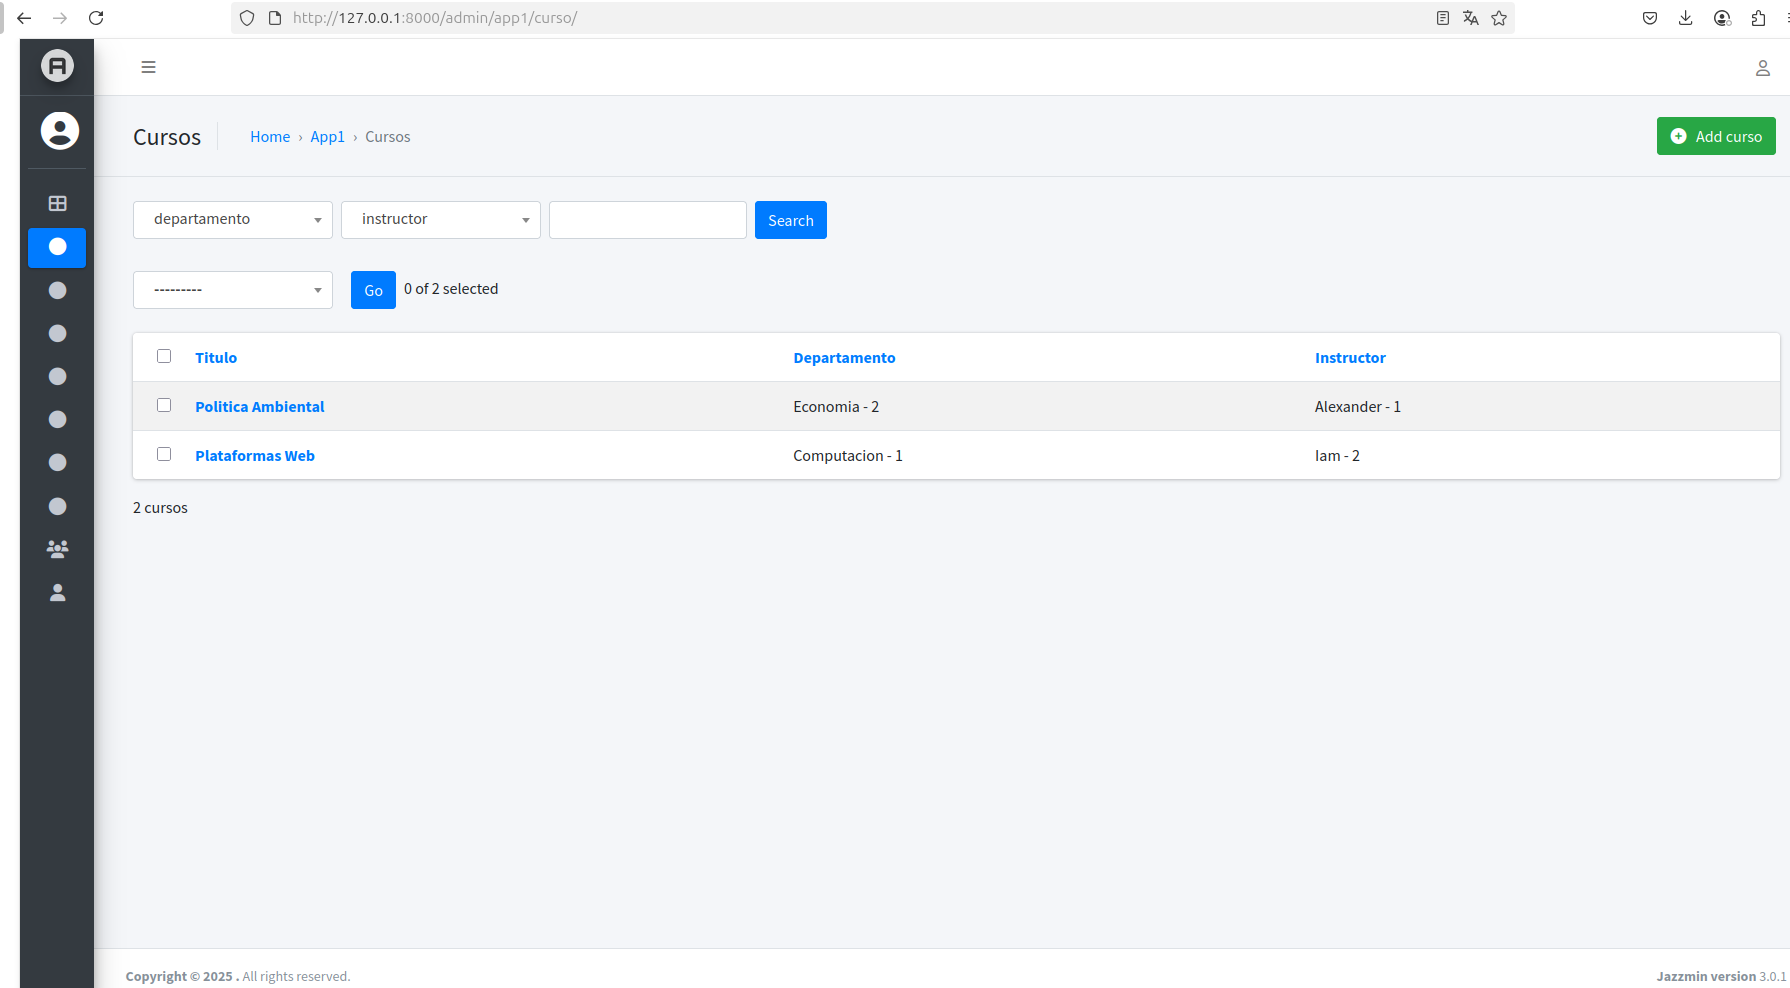 http://127.0.0.1:8000/admin/app1/curso/
Cursos
Home › App1 › Cursos
Add curso
departamento instructor Search
--------- Go 0 of 2 selected
Titulo Departamento Instructor
Politica Ambiental Economia - 2 Alexander - 1
Plataformas Web Computacion - 1 Iam - 2
2 cursos
Copyright © 2025 . All rights reserved.
Jazzmin version 3.0.1